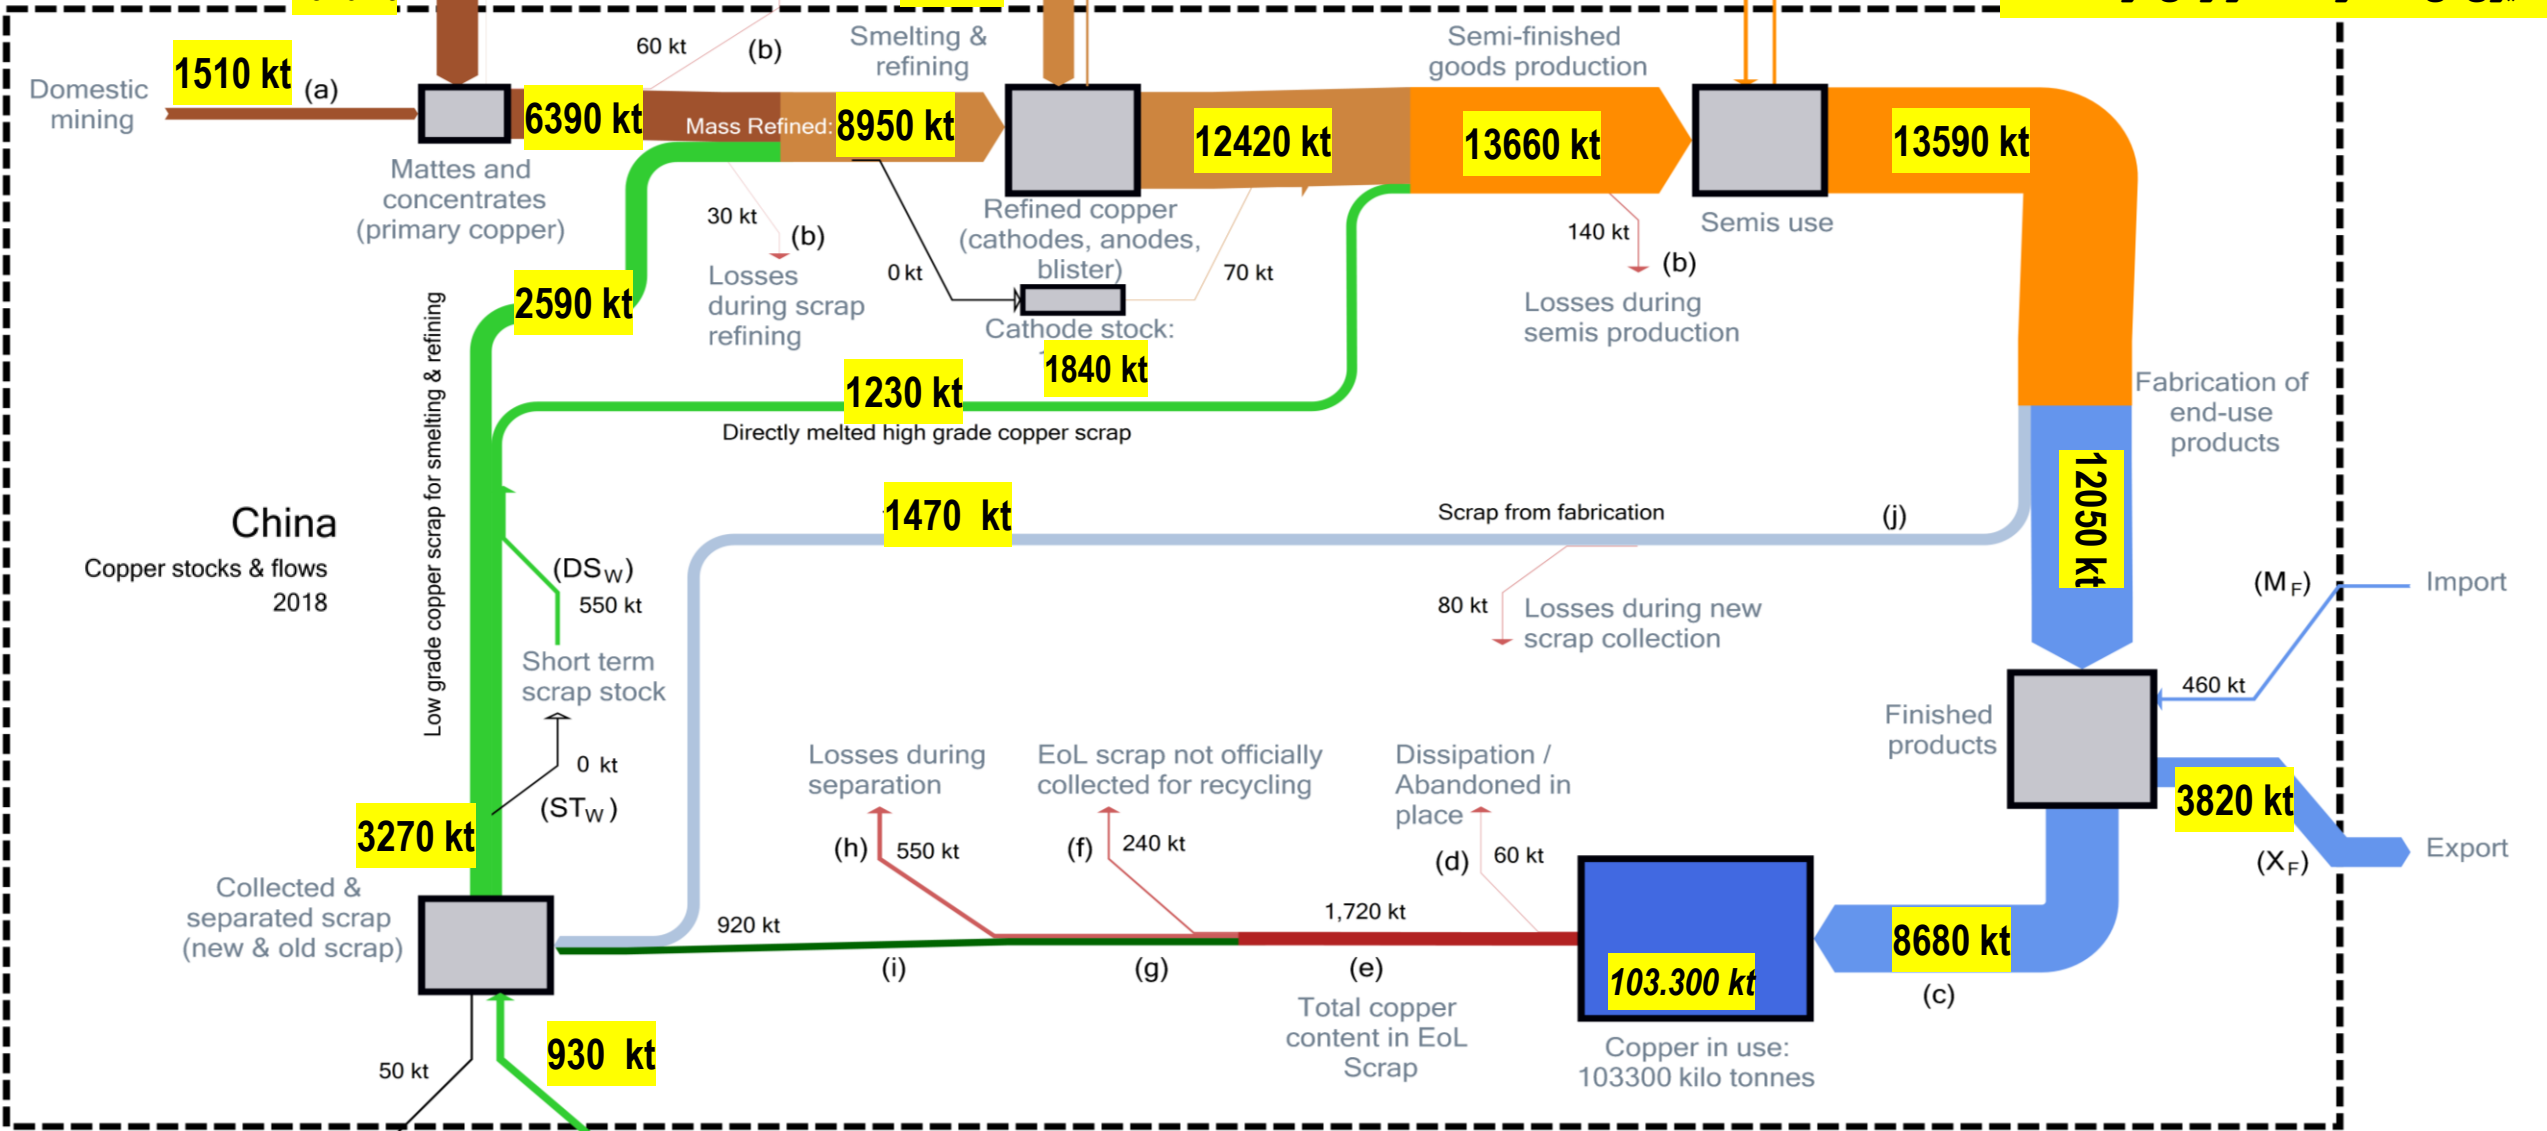 60 kt
(b)
Smelting &
refining
Semi-finished
goods production
Domestic
mining
1510 kt
(a)
6390 kt
Mass Refined:
8950 kt
12420 kt
13660 kt
13590 kt
Mattes and
concentrates
(primary copper)
30 kt
(b)
Losses
during scrap
refining
0 kt
Refined copper
(cathodes, anodes,
blister)
70 kt
Cathode stock:
1840 kt
140 kt
(b)
Losses during
semis production
Semis use
2590 kt
Low grade copper scrap for smelting & refining
1230 kt
Directly melted high grade copper scrap
Fabrication of
end-use
products
12050 kt
1470 kt
Scrap from fabrication
(j)
China
Copper stocks & flows
2018
(DSW)
550 kt
Short term
scrap stock
0 kt
(STW)
80 kt
Losses during new
scrap collection
(MF)
Import
460 kt
Finished
products
3820 kt
(XF)
Export
3270 kt
Collected &
separated scrap
(new & old scrap)
Losses during
separation
(h)
550 kt
EoL scrap not officially
collected for recycling
(f)
240 kt
Dissipation /
Abandoned in
place
(d)
60 kt
920 kt
(i)
(g)
1,720 kt
(e)
Total copper
content in EoL
Scrap
103.300 kt
Copper in use:
103300 kilo tonnes
8680 kt
(c)
50 kt
930 kt